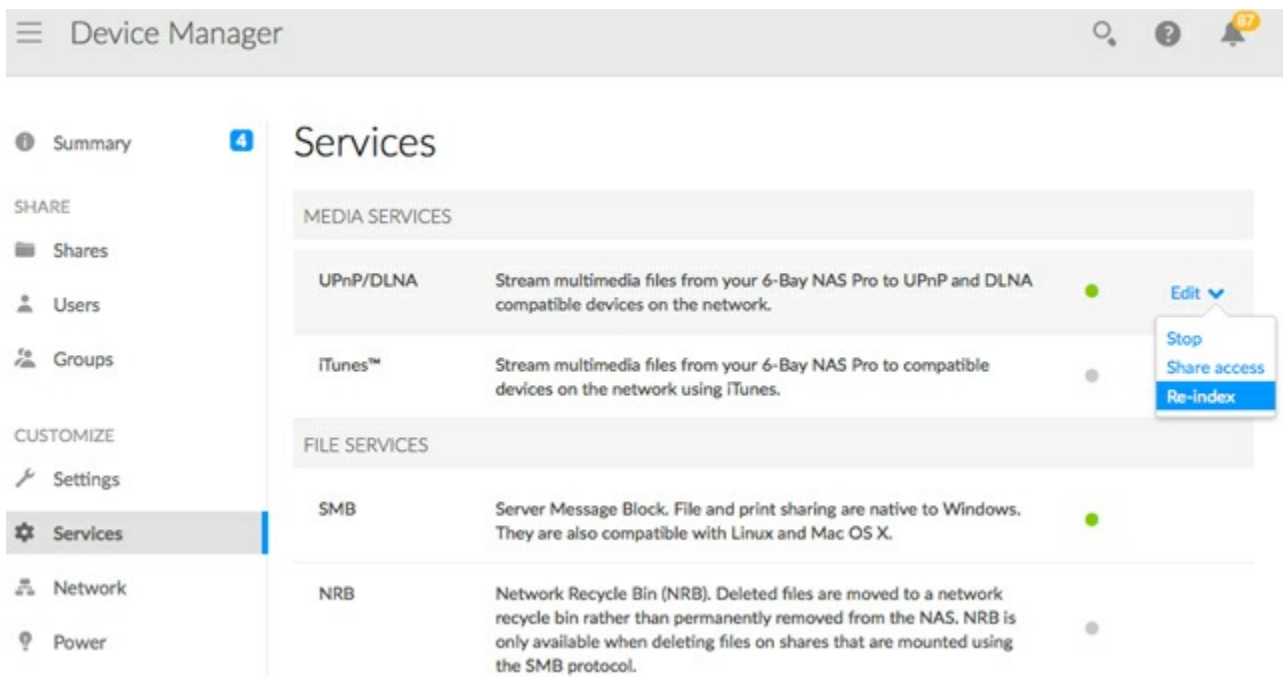 Device Manager
87
Summary
4
SHARE
Shares
Users
Groups
CUSTOMIZE
Settings
Services
Network
Power
Services
MEDIA SERVICES
UPnP/DLNA
Stream multimedia files from your 6-Bay NAS Pro to UPnP and DLNA
compatible devices on the network.
Edit
Stop
Share access
Re-index
iTunes™
Stream multimedia files from your 6-Bay NAS Pro to compatible
devices on the network using iTunes.
FILE SERVICES
SMB
Server Message Block. File and print sharing are native to Windows.
They are also compatible with Linux and Mac OS X.
NRB
Network Recycle Bin (NRB). Deleted files are moved to a network
recycle bin rather than permanently removed from the NAS. NRB is
only available when deleting files on shares that are mounted using
the SMB protocol.